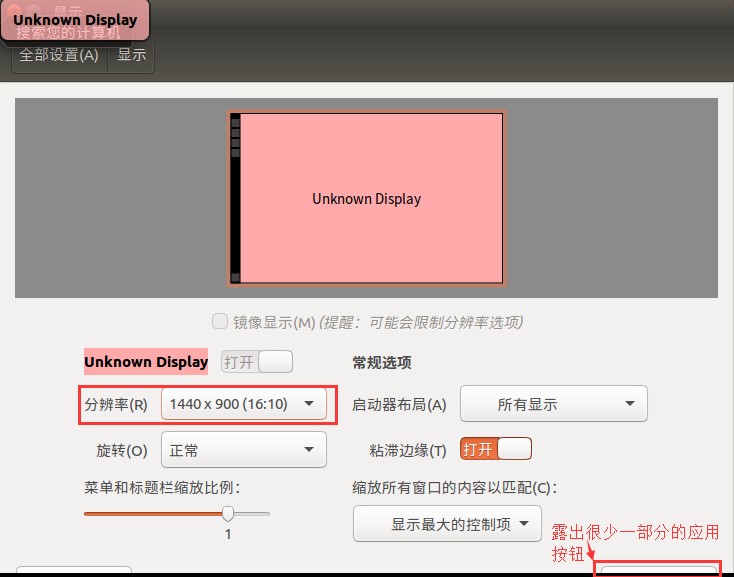 显示
Unknown Display
搜索您的计算机
全部设置(A)
显示
Unknown Display
镜像显示(M) (提醒：可能会限制分辨率选项)
Unknown Display
打开
常规选项
分辨率(R)
1440 x 900 (16:10)
启动器布局(A)
所有显示
旋转(O)
正常
粘滞边缘(T)
打开
菜单和标题栏缩放比例：
缩放所有窗口的内容以匹配(C)：
1
显示最大的控制项
露出很少一部分的应用
按钮